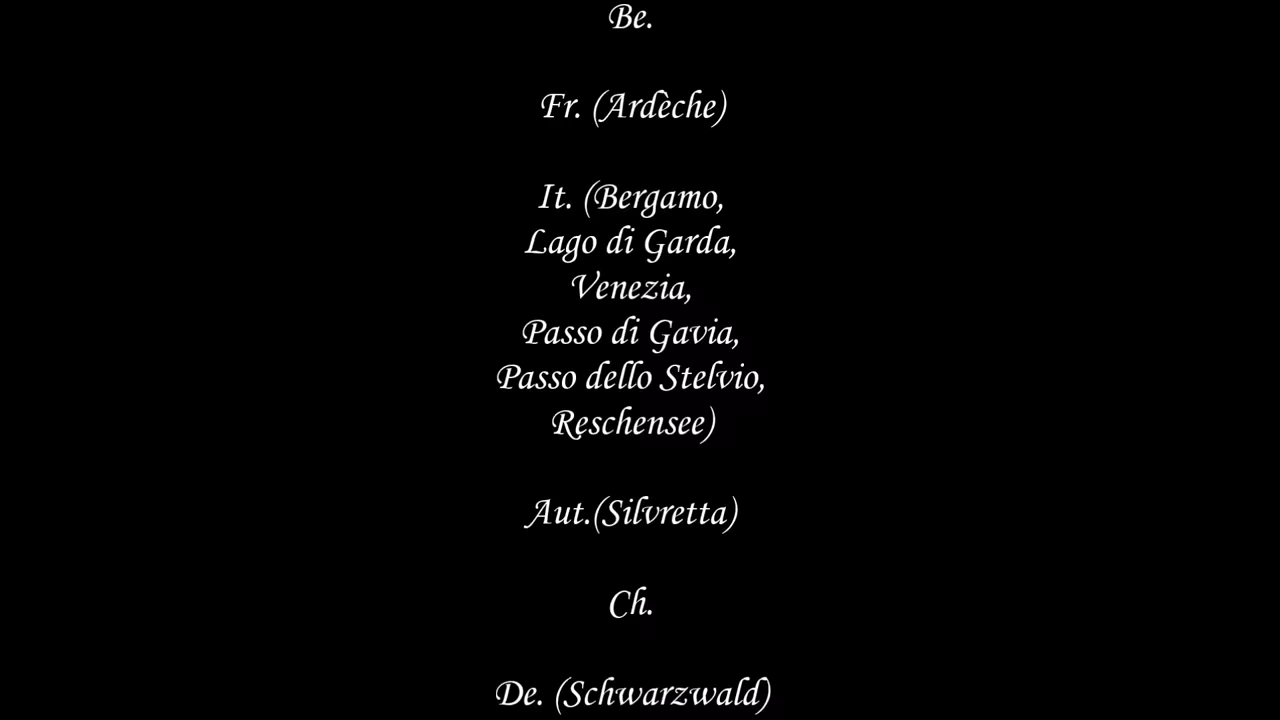 Be.
Fr. (Ardèche)
It. (Bergamo,
Lago di Garda,
Venezia,
Passo di Gavia,
Passo dello Stelvio,
Reschensee)
Aut.(Silvretta)
Ch.
De. (Schwarzwald)